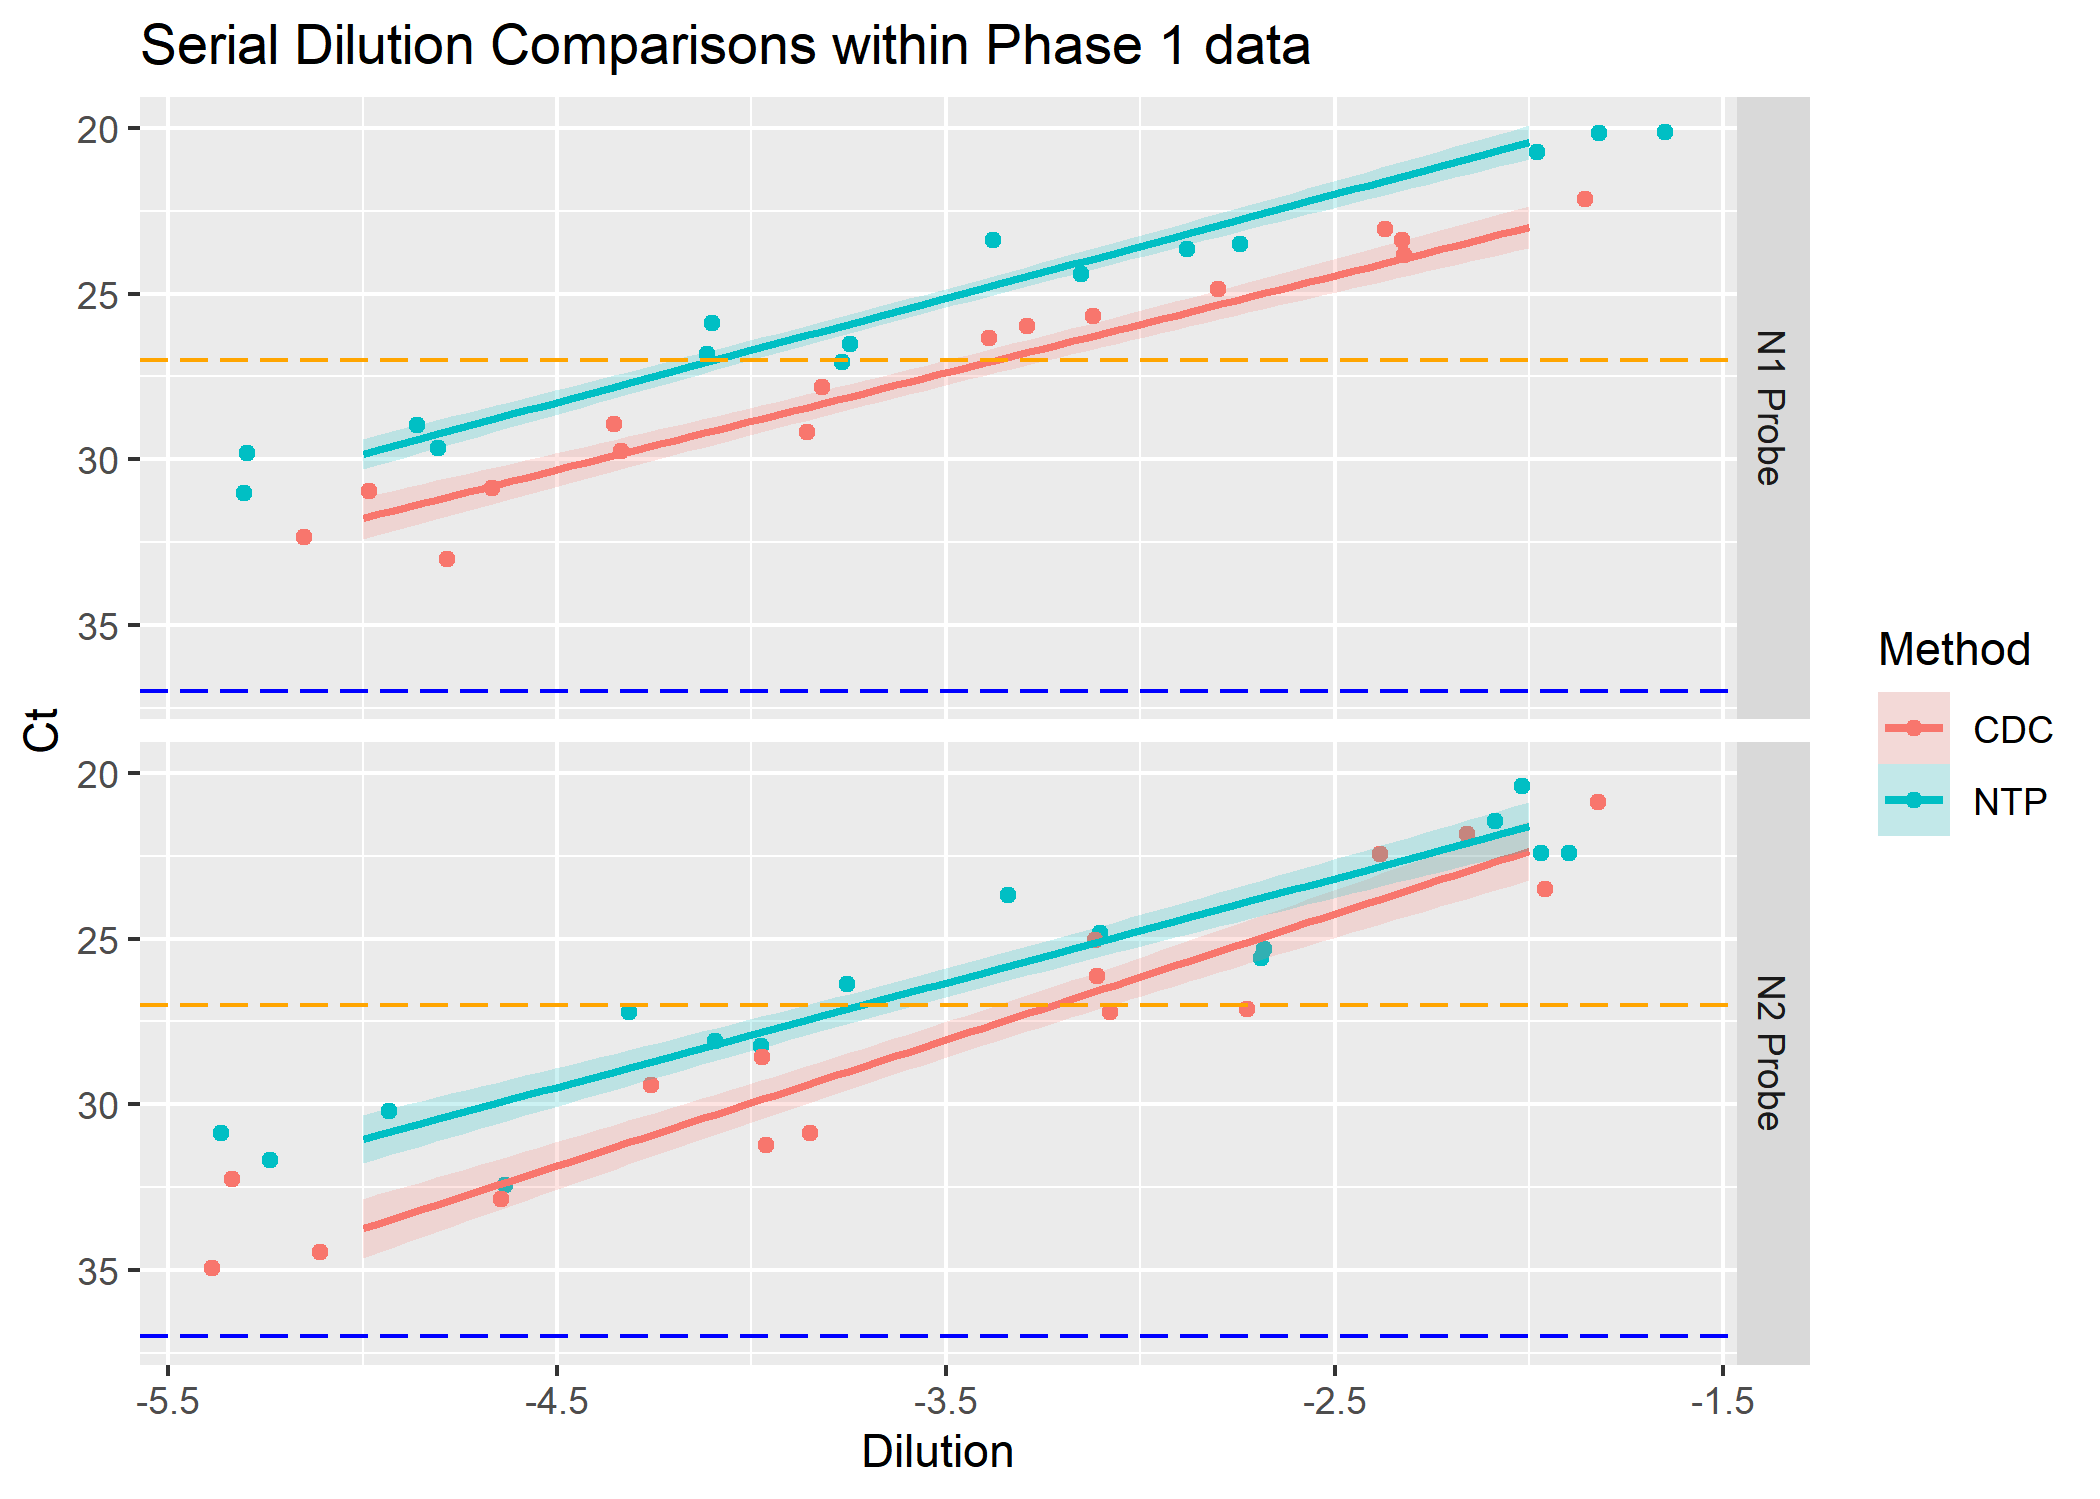 Serial Dilution Comparisons within Phase 1 data
20
25
30
35
N1 Probe
Ct
20
25
30
35
N2 Probe
-5.5
-4.5
-3.5
-2.5
-1.5
Dilution
Method
CDC
NTP